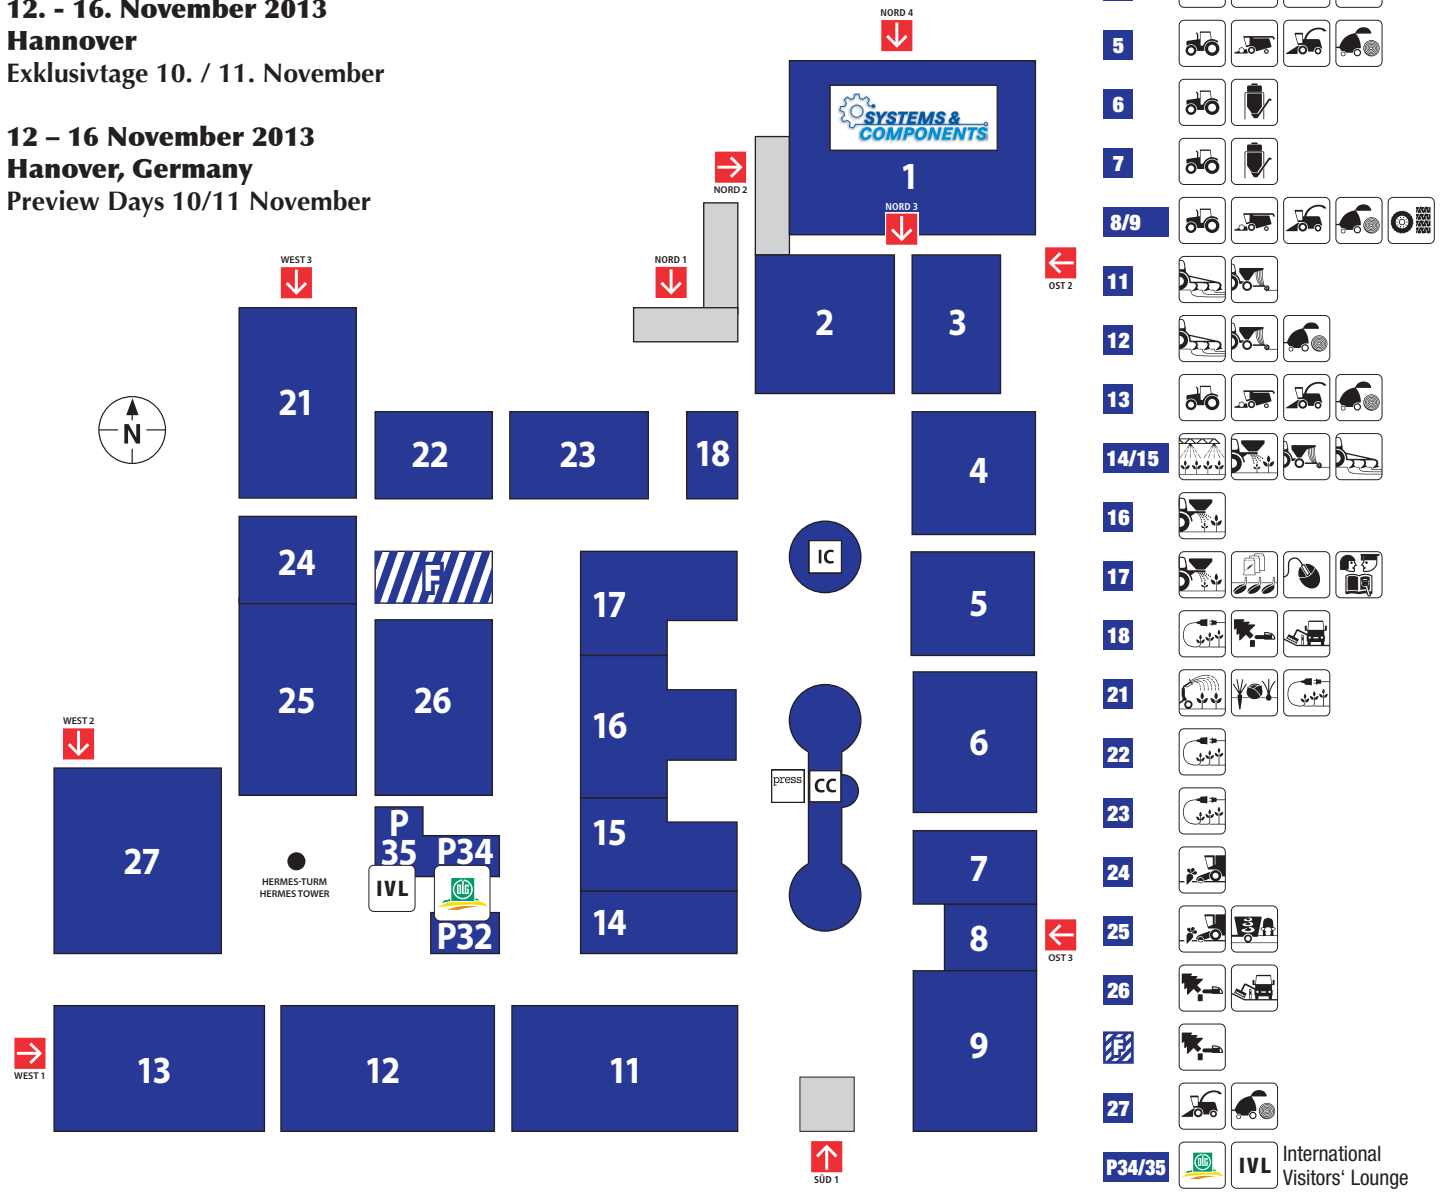 12. - 16. November 2013
Hannover
Exklusivtage 10. / 11. November
12 – 16 November 2013
Hanover, Germany
Preview Days 10/11 November
NORD 4
SYSTEMS &
COMPONENTS
1
NORD 2
NORD 3
WEST 3
NORD 1
OST 2
2
3
21
N
22
23
18
4
24
F
IC
17
5
25
26
16
6
WEST 2
press
CC
27
HERMES-TURM
HERMES TOWER
P
35
P34
IVL
DLG
P32
15
14
7
8
OST 3
13
12
11
9
WEST 1
SÜD 1
5
6
7
8/9
11
12
13
14/15
16
17
18
21
22
23
24
25
26
F
27
P34/35
DLG
IVL
International
Visitors‘ Lounge